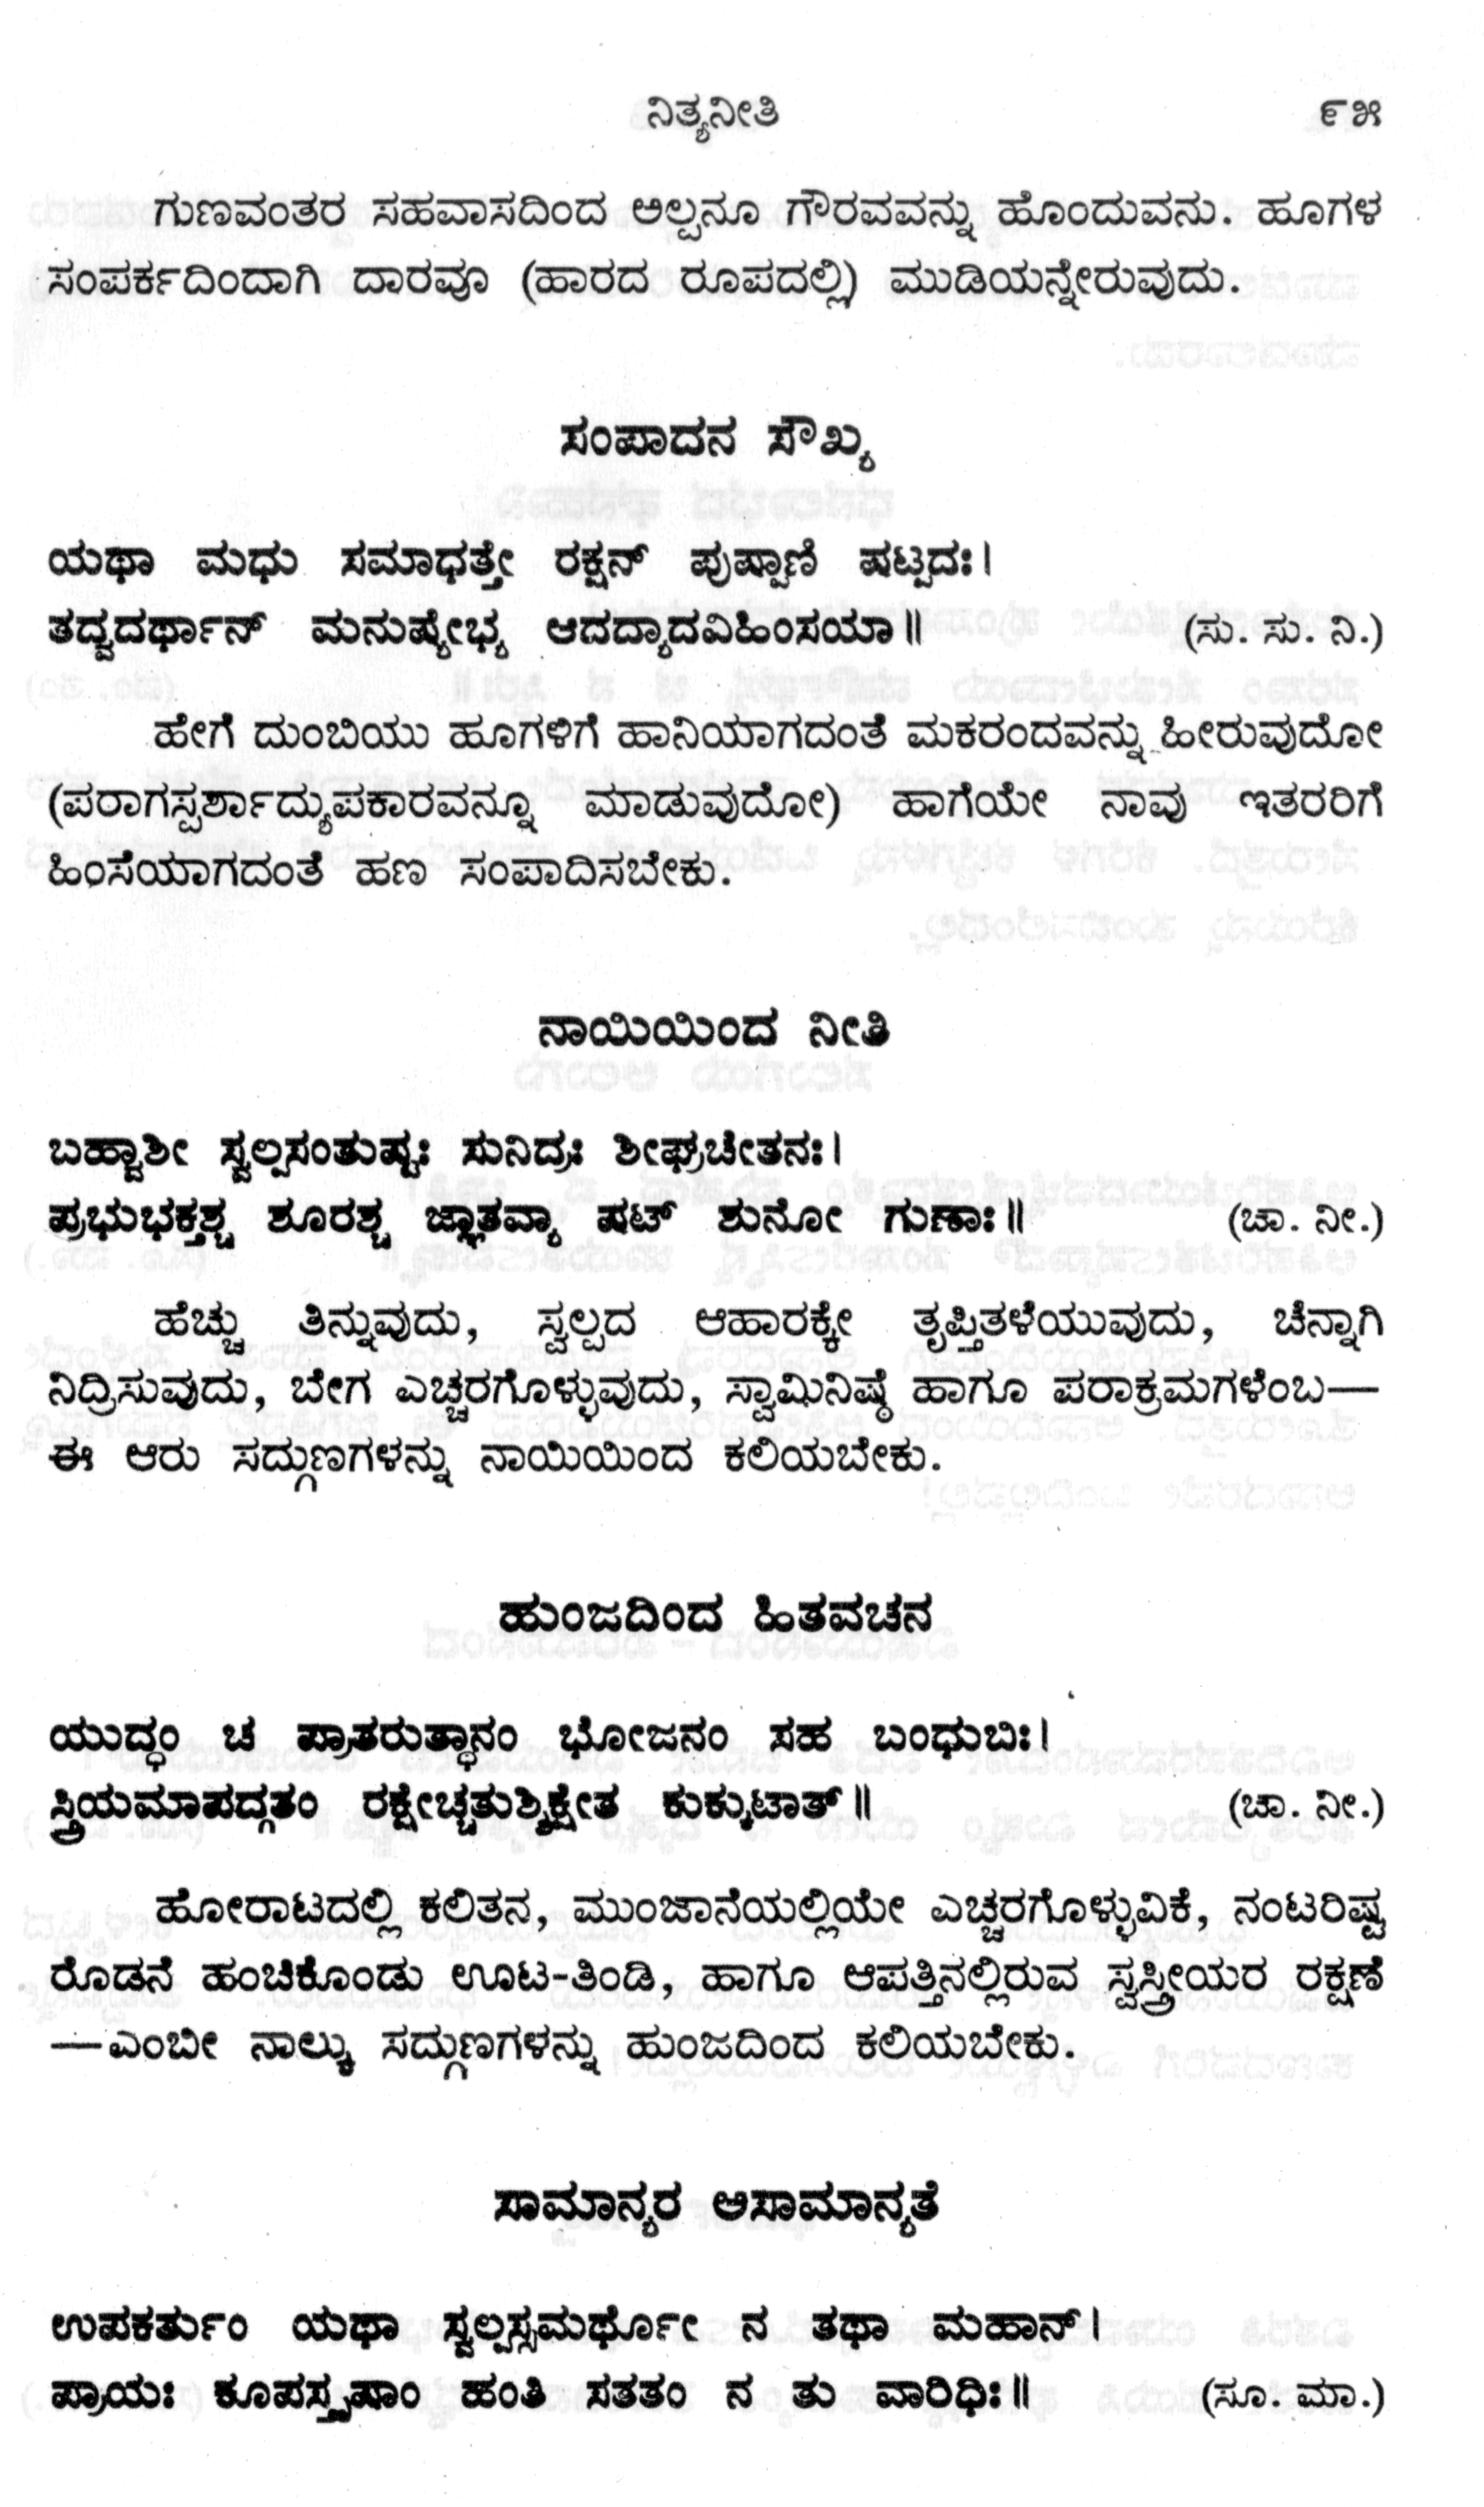 ನಿತ್ಯನೀತಿ ೯೫
ಗುಣವಂತರ ಸಹವಾಸದಿಂದ ಅಲ್ಪನೂ ಗೌರವವನ್ನು ಹೊಂದುವನು. ಹೂಗಳ
ಸಂಪರ್ಕದಿಂದಾಗಿ ದಾರವೂ (ಹಾರದ ರೂಪದಲ್ಲಿ) ಮುಡಿಯನ್ನೇರುವುದು.
ಸಂಪಾದನ ಸೌಖ್ಯ
ಯಥಾ ಮಧು ಸಮಾಧತ್ತೇ ರಕ್ಷನ್ ಪುಷ್ಪಾಣಿ ಷಟ್ಪದಃ।
ತದ್ವದರ್ಥಾನ್ ಮನುಷ್ಯೇಭ್ಯ ಆದದ್ಯಾದವಿಹಿಂಸಯಾ॥ (ಸು. ಸು. ನಿ.)
ಹೇಗೆ ದುಂಬಿಯು ಹೂಗಳಿಗೆ ಹಾನಿಯಾಗದಂತೆ ಮಕರಂದವನ್ನು ಹೀರುವುದೋ
(ಪರಾಗಸ್ಪರ್ಶಾದ್ಯುಪಕಾರವನ್ನೂ ಮಾಡುವುದೋ) ಹಾಗೆಯೇ ನಾವು ಇತರರಿಗೆ
ಹಿಂಸೆಯಾಗದಂತೆ ಹಣ ಸಂಪಾದಿಸಬೇಕು.
ನಾಯಿಯಿಂದ ನೀತಿ
ಬಹ್ವಾಶೀ ಸ್ವಲ್ಪಸಂತುಷ್ಟಃ ಸುನಿದ್ರಃ ಶೀಘ್ರಚೇತನಃ।
ಪ್ರಭುಭಕ್ತಶ್ಚ ಶೂರಶ್ಚ ಜ್ಞಾತವ್ಯಾ ಷಟ್ ಶುನೋ ಗುಣಾಃ॥ (ಚಾ. ನೀ.)
ಹೆಚ್ಚು ತಿನ್ನುವುದು, ಸ್ವಲ್ಪದ ಆಹಾರಕ್ಕೇ ತೃಪ್ತಿತಳೆಯುವುದು, ಚೆನ್ನಾಗಿ
ನಿದ್ರಿಸುವುದು, ಬೇಗ ಎಚ್ಚರಗೊಳ್ಳುವುದು, ಸ್ವಾಮಿನಿಷ್ಠೆ ಹಾಗೂ ಪರಾಕ್ರಮಗಳೆಂಬ—
ಈ ಆರು ಸದ್ಗುಣಗಳನ್ನು ನಾಯಿಯಿಂದ ಕಲಿಯಬೇಕು.
ಹುಂಜದಿಂದ ಹಿತವಚನ
ಯುದ್ಧಂ ಚ ಪ್ರಾತರುತ್ಥಾನಂ ಭೋಜನಂ ಸಹ ಬಂಧುಬಿಃ।
ಸ್ತ್ರಿಯಮಾಪದ್ಗತಂ ರಕ್ಷೇಚ್ಚತುಶ್ಶಿಕ್ಷೇತ ಕುಕ್ಕುಟಾತ್॥ (ಚಾ. ನೀ.)
ಹೋರಾಟದಲ್ಲಿ ಕಲಿತನ, ಮುಂಜಾನೆಯಲ್ಲಿಯೇ ಎಚ್ಚರಗೊಳ್ಳುವಿಕೆ, ನಂಟರಿಷ್ಟ
ರೊಡನೆ ಹಂಚಿಕೊಂಡು ಊಟ-ತಿಂಡಿ, ಹಾಗೂ ಆಪತ್ತಿನಲ್ಲಿರುವ ಸ್ವಸ್ತ್ರೀಯರ ರಕ್ಷಣೆ
—ಎಂಬೀ ನಾಲ್ಕು ಸದ್ಗುಣಗಳನ್ನು ಹುಂಜದಿಂದ ಕಲಿಯಬೇಕು.
ಸಾಮಾನ್ಯರ ಅಸಾಮಾನ್ಯತೆ
ಉಪಕರ್ತುಂ ಯಥಾ ಸ್ವಲ್ಪಸ್ಸಮರ್ಥೋ ನ ತಥಾ ಮಹಾನ್।
ಪ್ರಾಯಃ ಕೂಪಸ್ತೃಷಾಂ ಹಂತಿ ಸತತಂ ನ ತು ವಾರಿಧಿಃ॥ (ಸೂ. ಮಾ.)